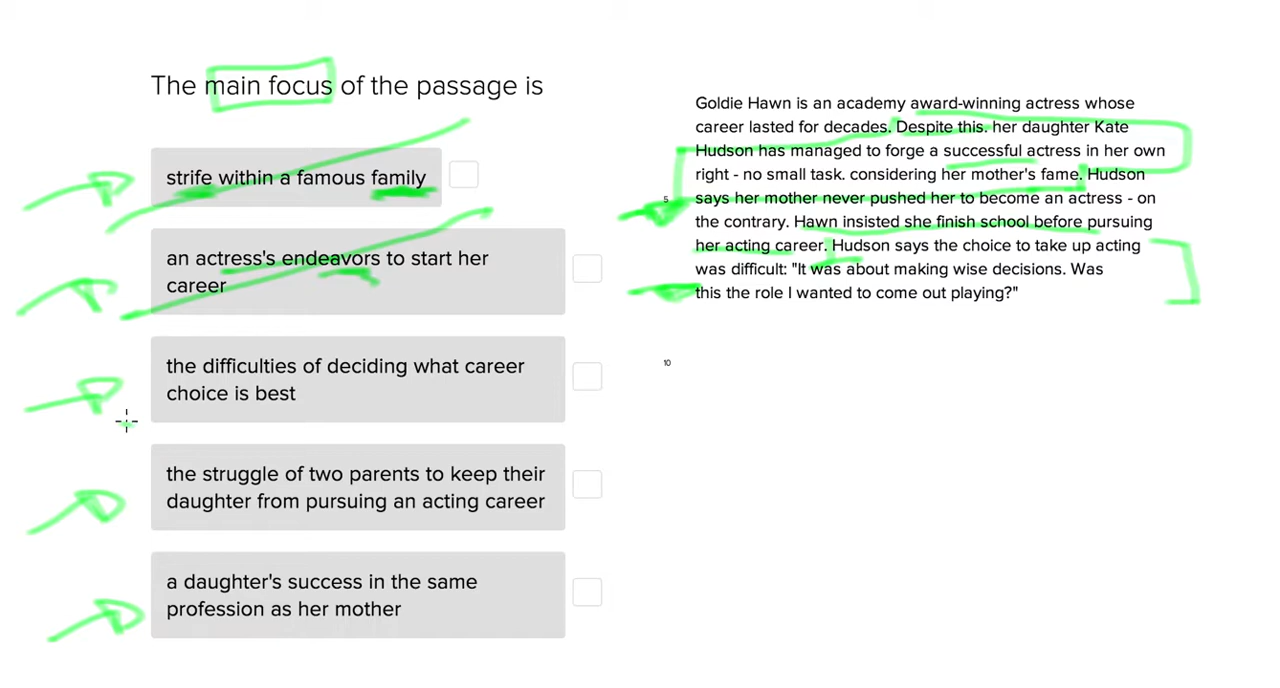 The main focus of the passage is
strife within a famous family
an actress's endeavors to start her
career
the difficulties of deciding what career
choice is best
the struggle of two parents to keep their
daughter from pursuing an acting career
a daughter's success in the same
profession as her mother
Goldie Hawn is an academy award-winning actress whose
career lasted for decades. Despite this. her daughter Kate
Hudson has managed to forge a successful actress in her own
right - no small task. considering her mother's fame. Hudson
5 says her mother never pushed her to become an actress - on
the contrary. Hawn insisted she finish school before pursuing
her acting career. Hudson says the choice to take up acting
was difficult: "It was about making wise decisions. Was
this the role I wanted to come out playing?"
10